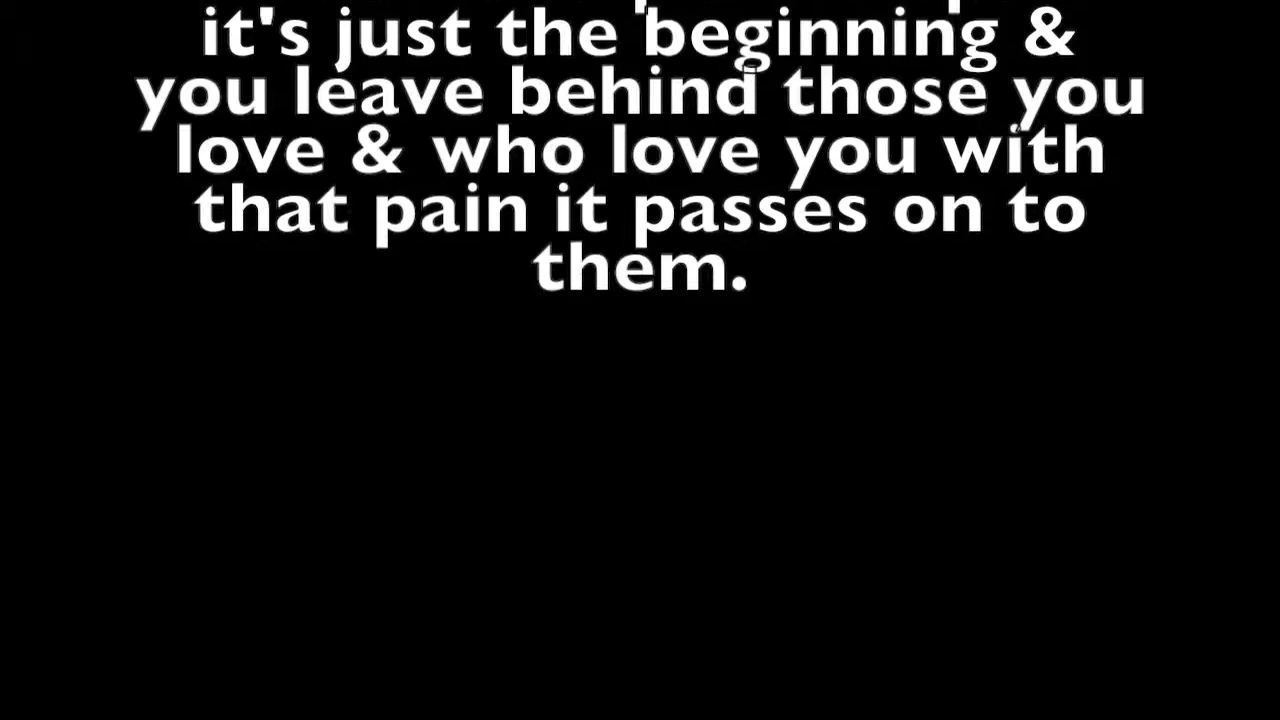 it's just the beginning &
you leave behind those you
love & who love you with
that pain it passes on to
them.